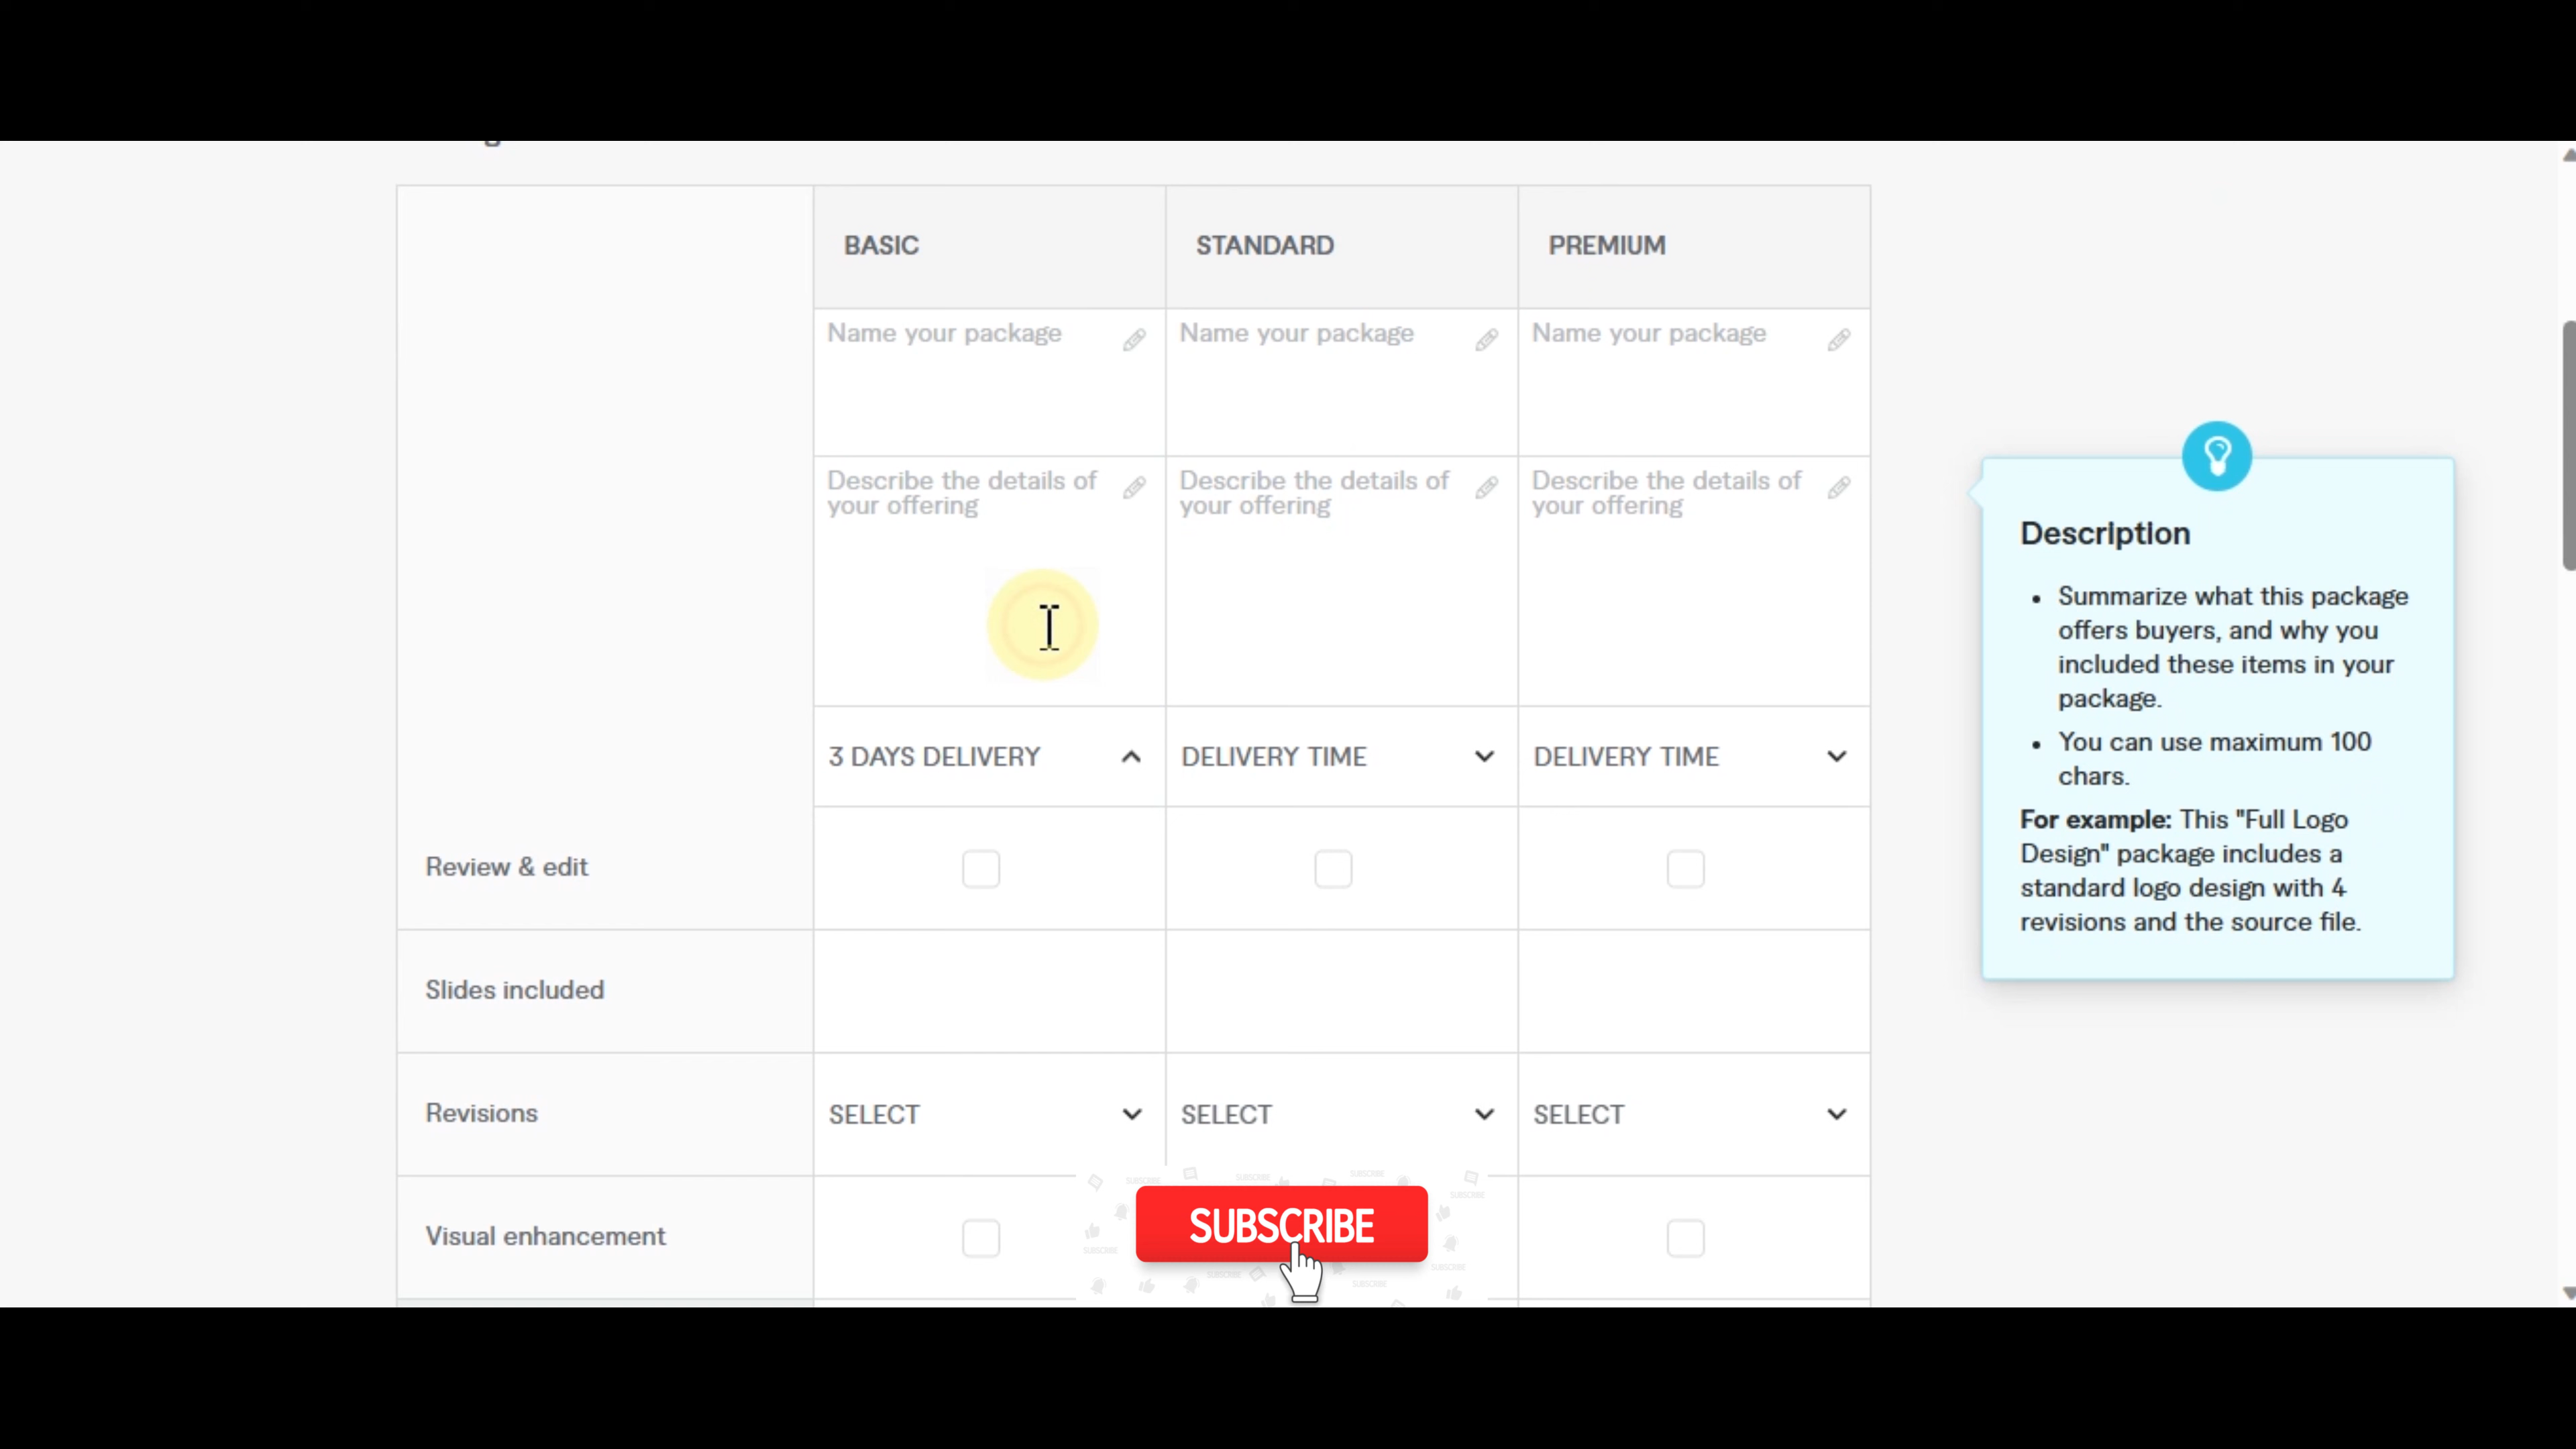 BASIC STANDARD PREMIUM
Name your package Name your package Name your package
Describe the details of Describe the details of Describe the details of
your offering your offering your offering
3 DAYS DELIVERY DELIVERY TIME DELIVERY TIME
Review & edit
Slides included
Revisions SELECT SELECT SELECT
Visual enhancement
SUBSCRIBE
Description
• Summarize what this package
offers buyers, and why you
included these items in your
package.
• You can use maximum 100
chars.
For example: This "Full Logo
Design" package includes a
standard logo design with 4
revisions and the source file.